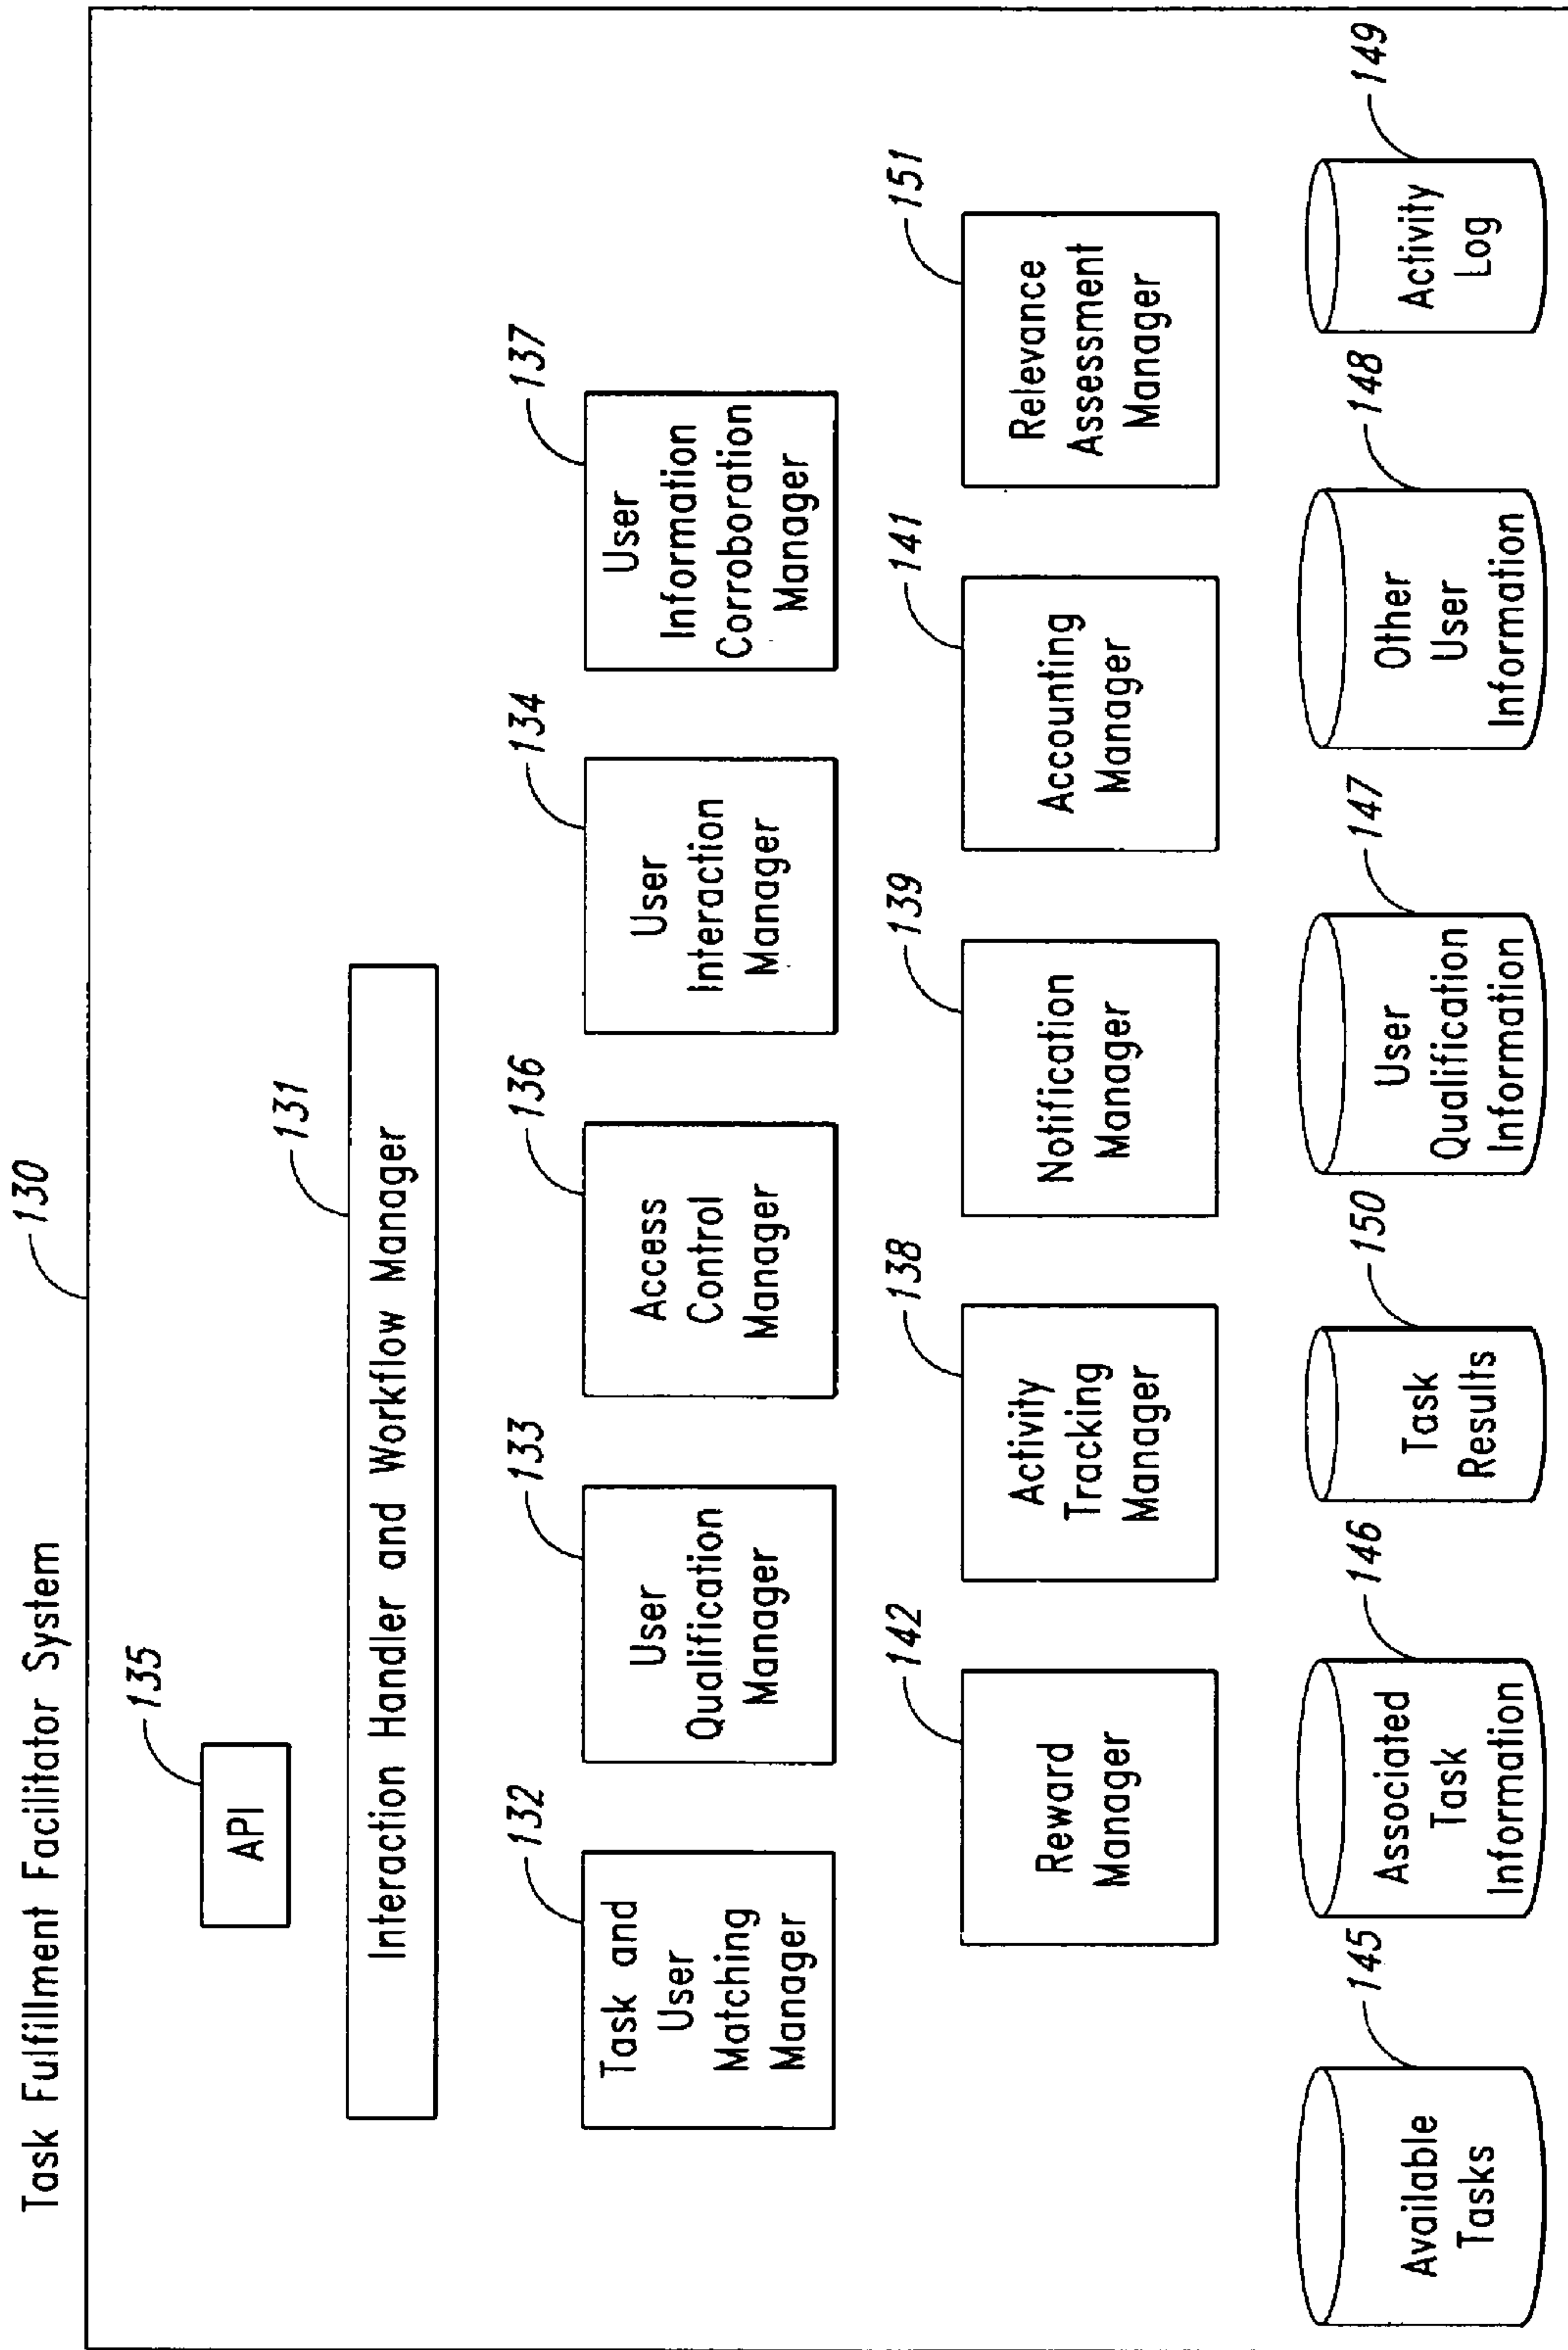 Task Fulfillment Facilitator System
130
135
API
131
Interaction Handler and Workflow Manager
132
Task and
User
Matching
Manager
133
User
Qualification
Manager
136
Access
Control
Manager
134
User
Interaction
Manager
137
User
Information
Corroboration
Manager
142
Reward
Manager
138
Activity
Tracking
Manager
139
Notification
Manager
141
Accounting
Manager
151
Relevance
Assessment
Manager
145
Available
Tasks
146
Associated
Task
Information
150
Task
Results
147
User
Qualification
Information
148
Other
User
Information
149
Activity
Log